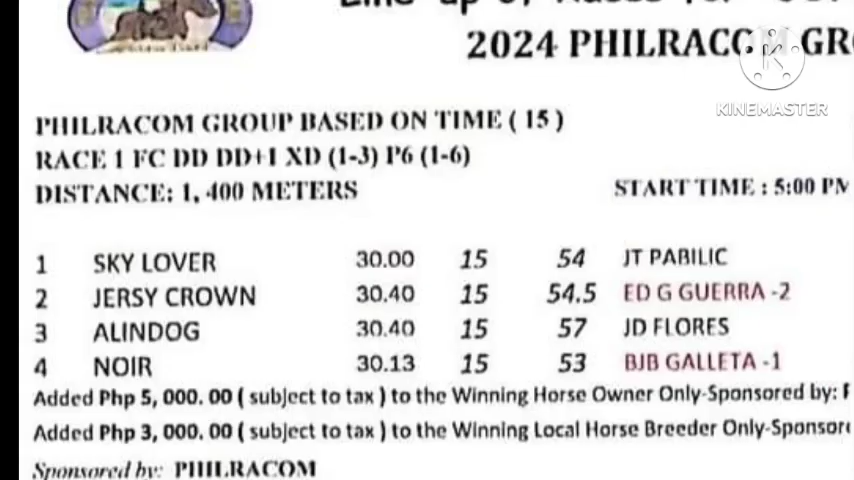 2024 PHILRACOM GR
KINEMASTER
PHILRACOM GROUP BASED ON TIME ( 15 )
RACE 1 FC DD DD+1 XD (1-3) P6 (1-6)
DISTANCE: 1, 400 METERS START TIME : 5:00 PM
1 SKY LOVER 30.00 15 54 JT PABILIC
2 JERSY CROWN 30.40 15 54.5 ED G GUERRA -2
3 ALINDOG 30.40 15 57 JD FLORES
4 NOIR 30.13 15 53 BJB GALLETA -1
Added Php 5, 000. 00 ( subject to tax ) to the Winning Horse Owner Only-Sponsored by:
Added Php 3, 000. 00 ( subject to tax ) to the Winning Local Horse Breeder Only-Sponsor
Sponsored by: PHILRACOM